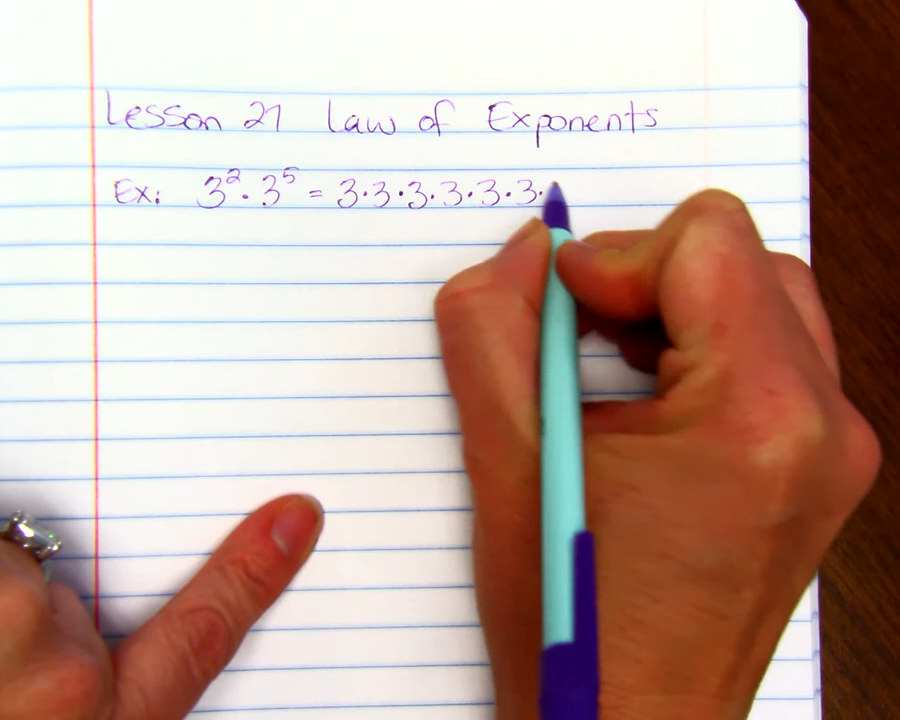 Lesson 21 Law of Exponents
Ex: 3² · 3⁵ = 3·3·3·3·3·3·